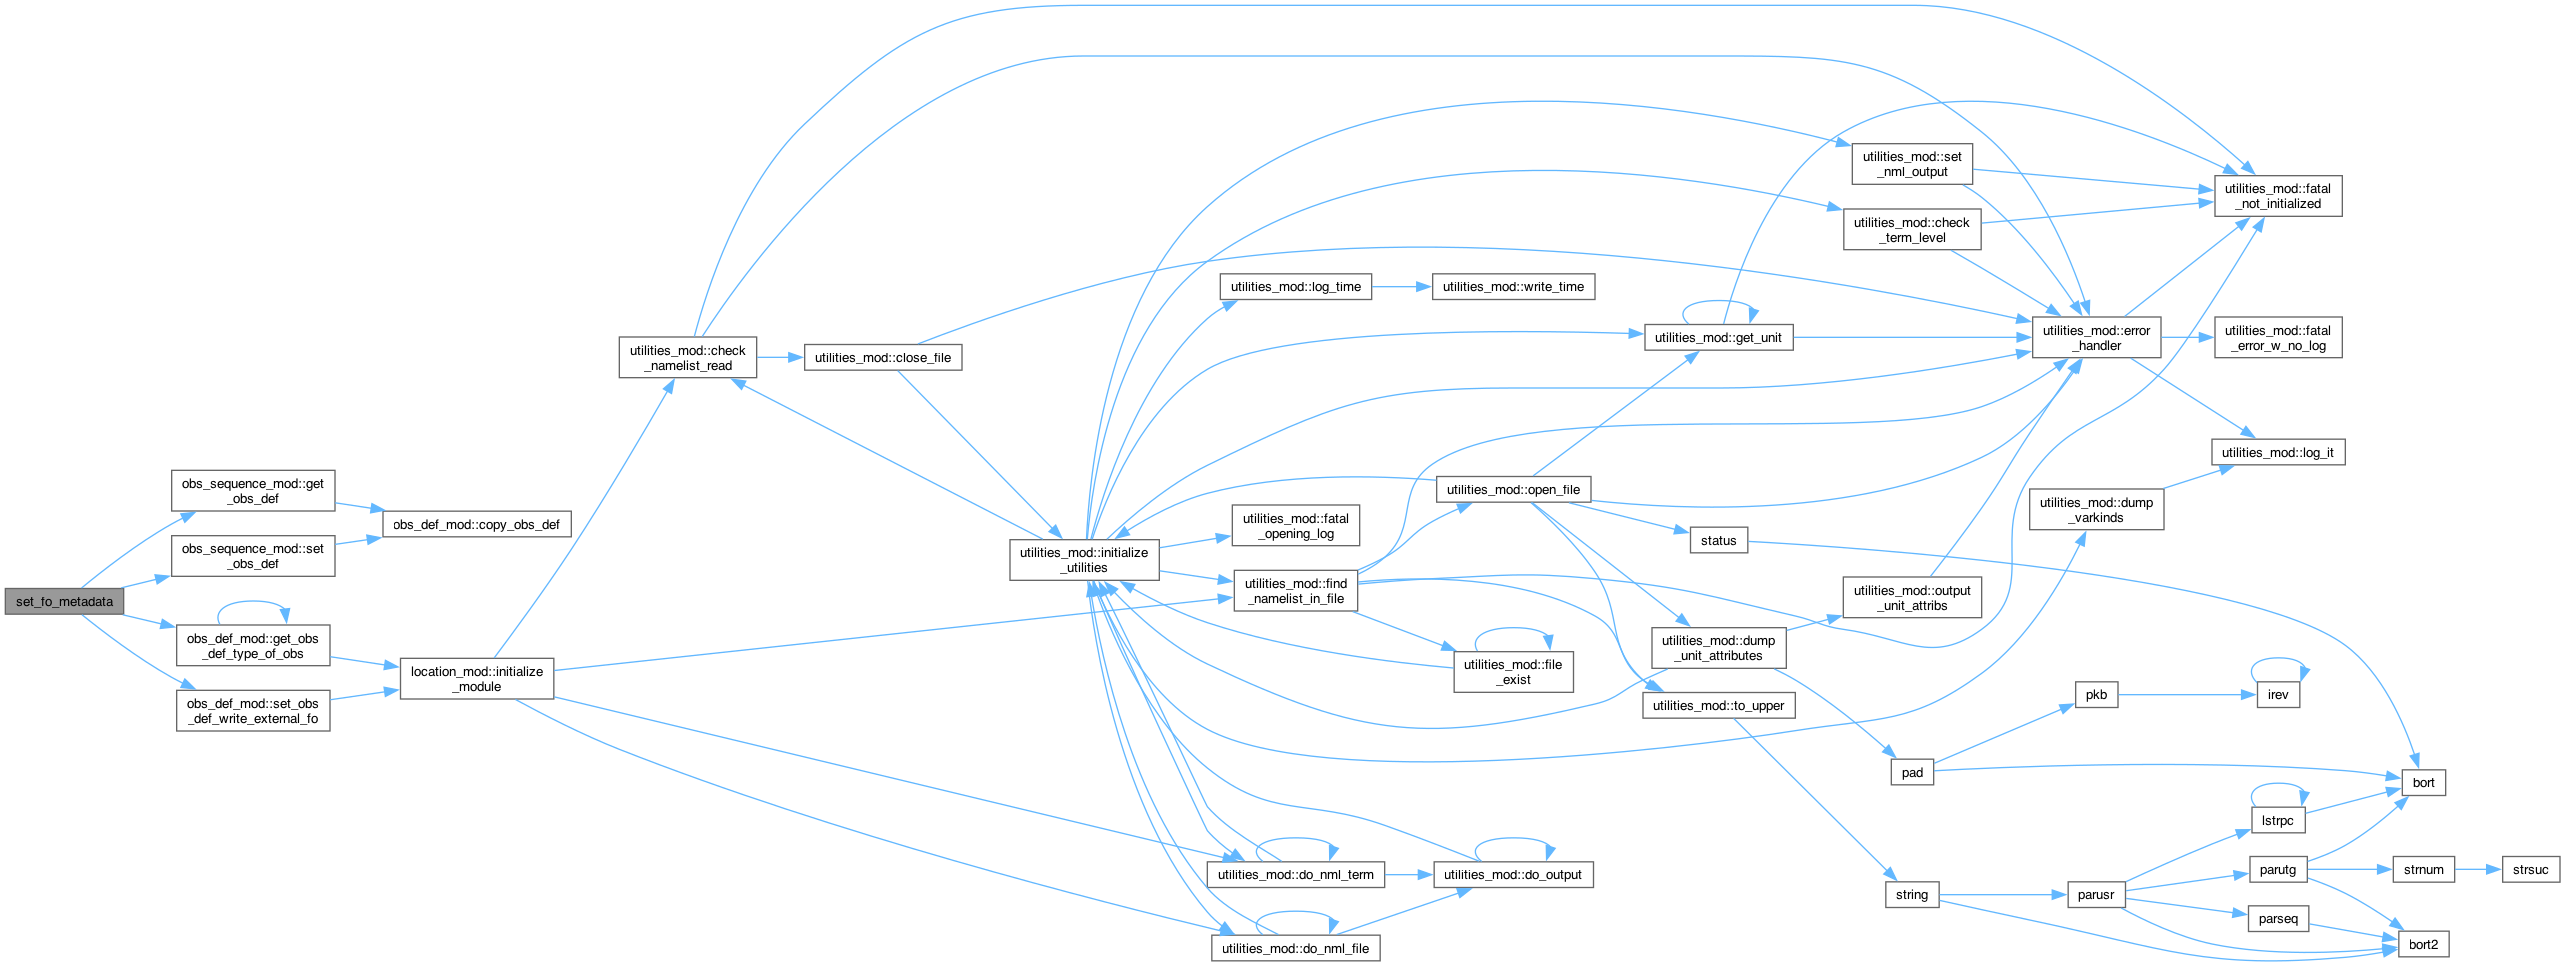 set_fo_metadata
obs_sequence_mod::get
_obs_def
obs_sequence_mod::set
_obs_def
obs_def_mod::get_obs
_def_type_of_obs
obs_def_mod::set_obs
_def_write_external_fo
obs_def_mod::copy_obs_def
location_mod::initialize
_module
utilities_mod::check
_namelist_read
utilities_mod::close_file
utilities_mod::initialize
_utilities
utilities_mod::log_time
utilities_mod::fatal
_opening_log
utilities_mod::find
_namelist_in_file
utilities_mod::do_nml_term
utilities_mod::do_nml_file
utilities_mod::write_time
utilities_mod::open_file
utilities_mod::file
_exist
utilities_mod::do_output
utilities_mod::get_unit
status
utilities_mod::dump
_unit_attributes
utilities_mod::to_upper
utilities_mod::set
_nml_output
utilities_mod::check
_term_level
utilities_mod::output
_unit_attribs
pad
string
utilities_mod::error
_handler
utilities_mod::dump
_varkinds
pkb
parusr
utilities_mod::fatal
_not_initialized
utilities_mod::fatal
_error_w_no_log
utilities_mod::log_it
irev
lstrpc
parutg
parseq
bort
strnum
bort2
strsuc